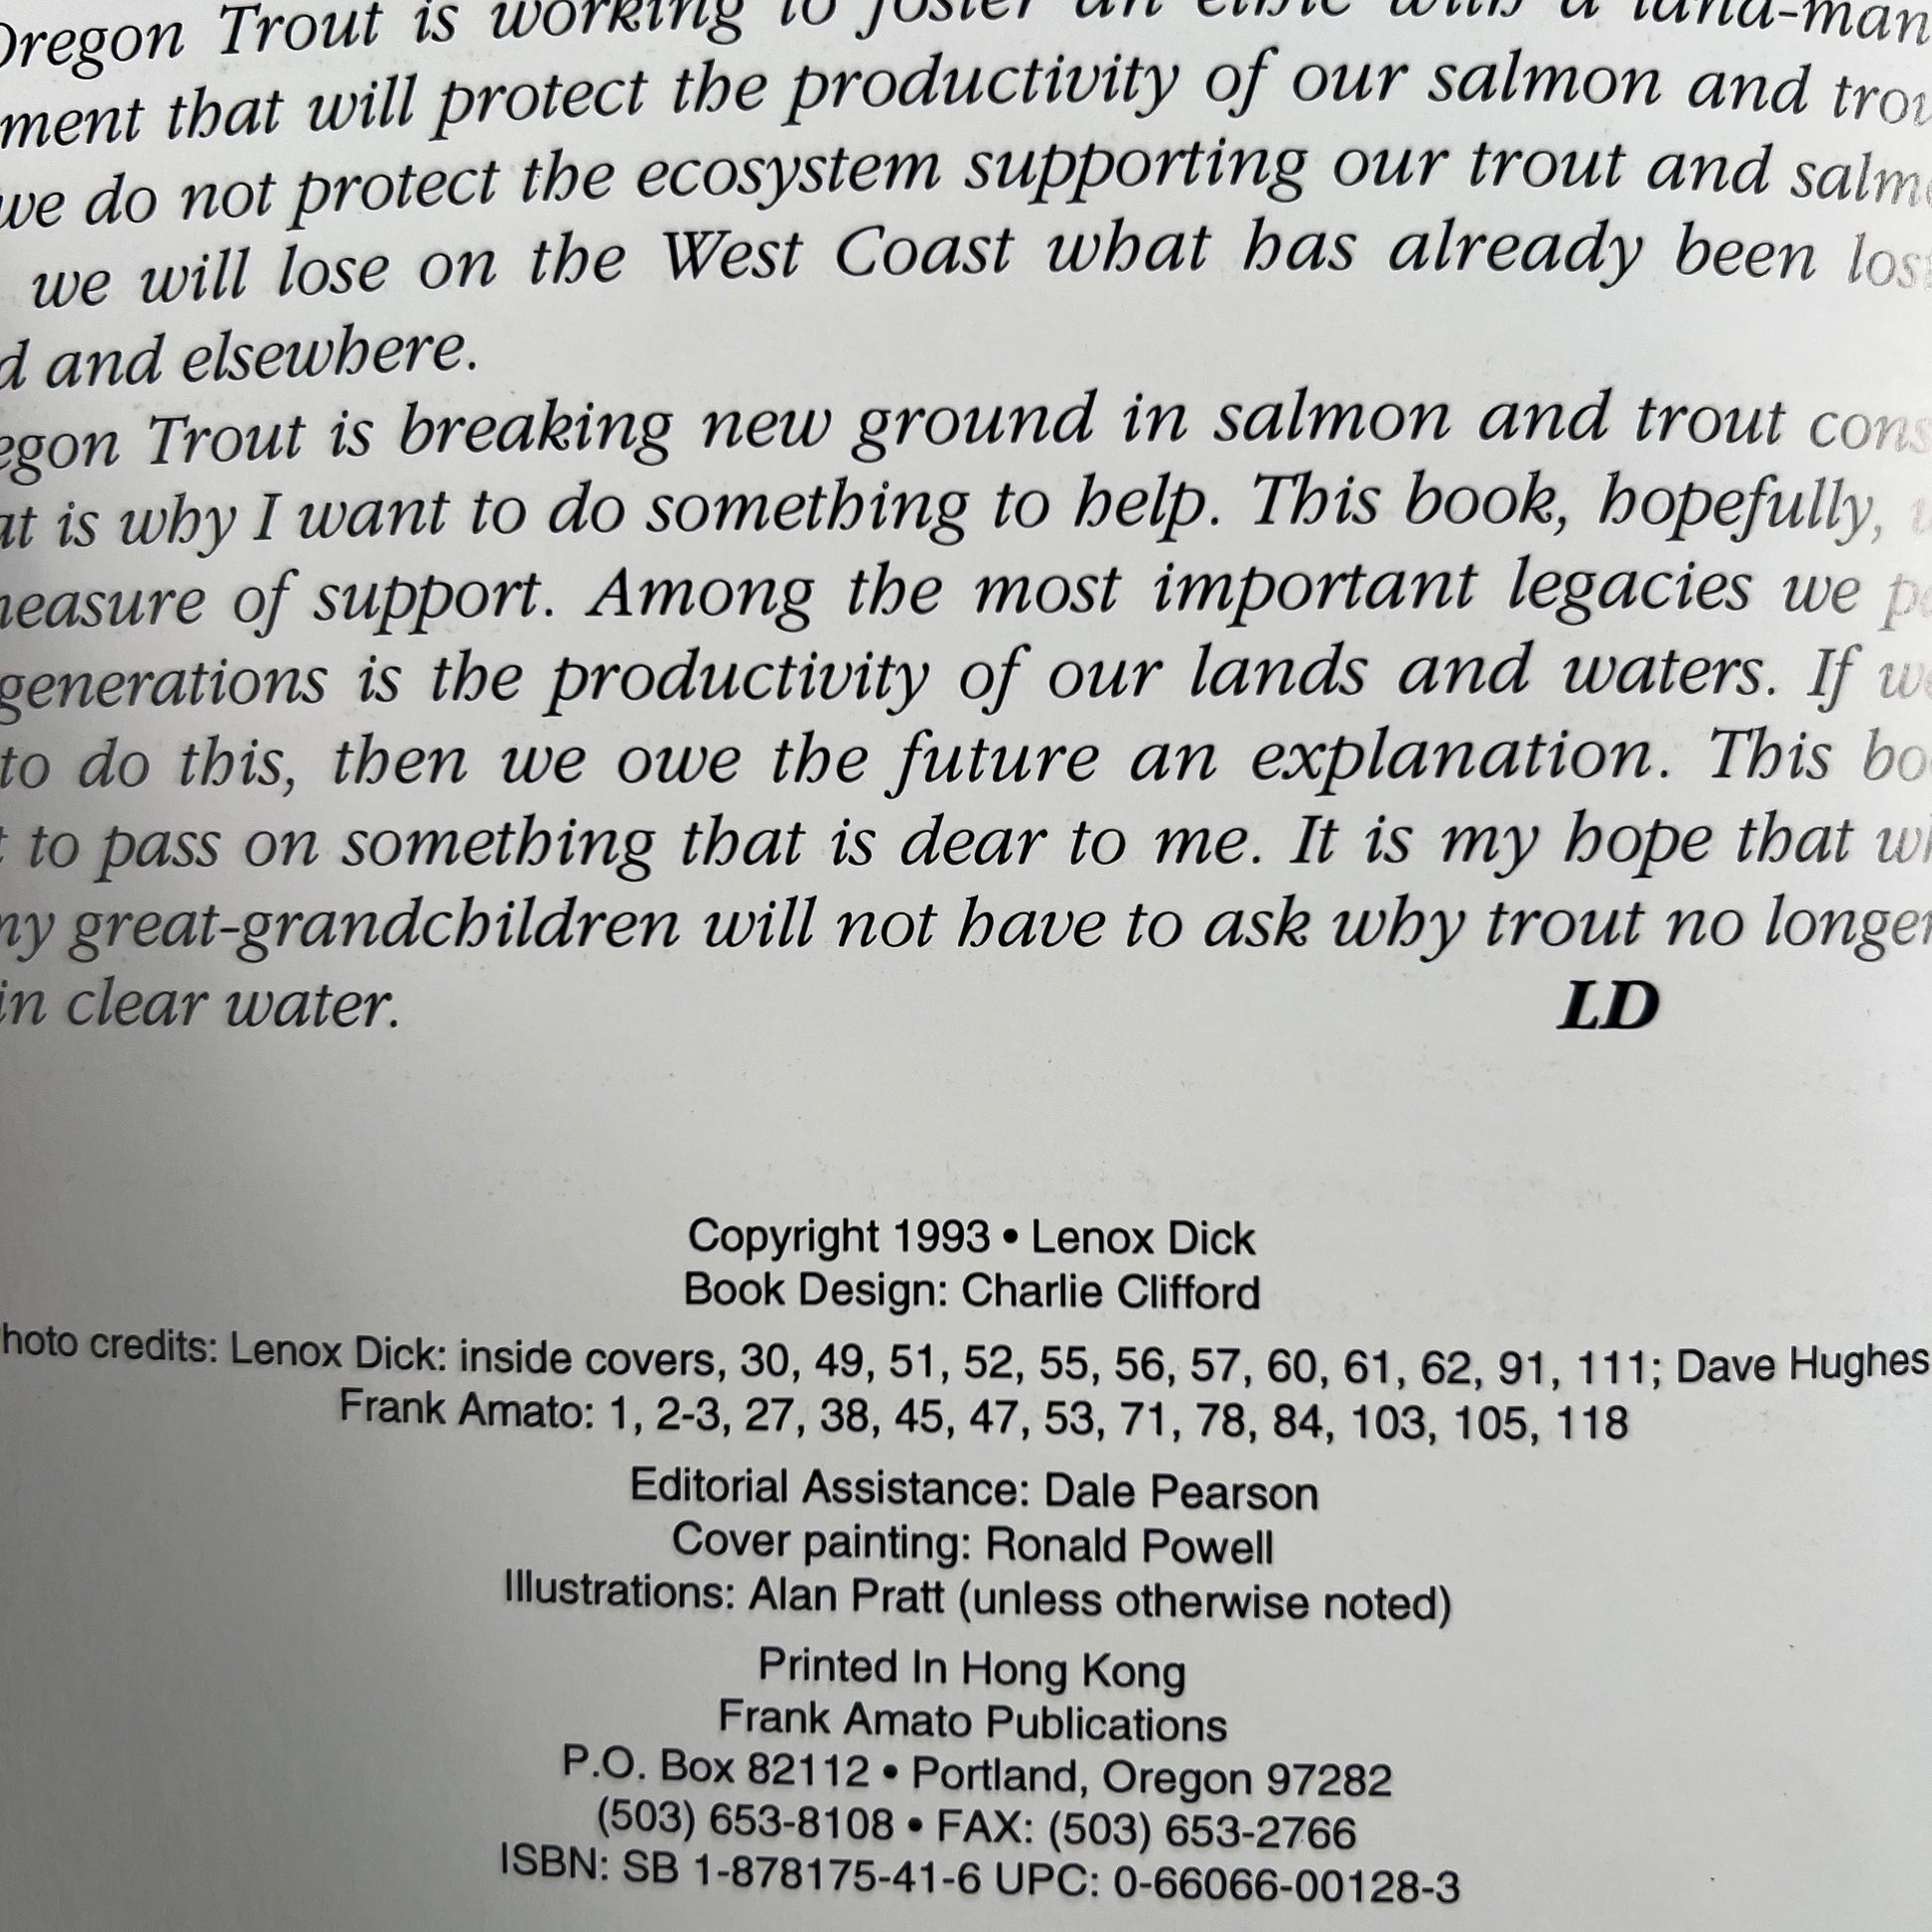 Oregon Trout is working to foster an ethic with a land-man
ment that will protect the productivity of our salmon and trou
we do not protect the ecosystem supporting our trout and salm
we will lose on the West Coast what has already been lost
d and elsewhere.
egon Trout is breaking new ground in salmon and trout cons
at is why I want to do something to help. This book, hopefully,
measure of support. Among the most important legacies we pa
generations is the productivity of our lands and waters. If we
to do this, then we owe the future an explanation. This boo
t to pass on something that is dear to me. It is my hope that wh
my great-grandchildren will not have to ask why trout no longer
in clear water.
LD
Copyright 1993 • Lenox Dick
Book Design: Charlie Clifford
hoto credits: Lenox Dick: inside covers, 30, 49, 51, 52, 55, 56, 57, 60, 61, 62, 91, 111; Dave Hughes
Frank Amato: 1, 2-3, 27, 38, 45, 47, 53, 71, 78, 84, 103, 105, 118
Editorial Assistance: Dale Pearson
Cover painting: Ronald Powell
Illustrations: Alan Pratt (unless otherwise noted)
Printed In Hong Kong
Frank Amato Publications
P.O. Box 82112 • Portland, Oregon 97282
(503) 653-8108 • FAX: (503) 653-2766
ISBN: SB 1-878175-41-6 UPC: 0-66066-00128-3